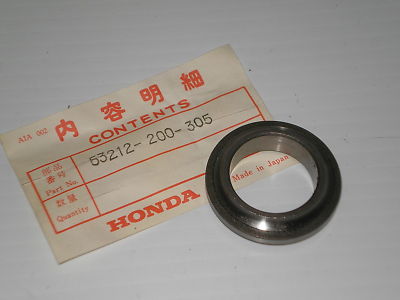 AIA 002
内容明細
CONTENTS
部品
番号
Part No.
53212-200-305
数量
Quantity
HONDA
Made in Japan